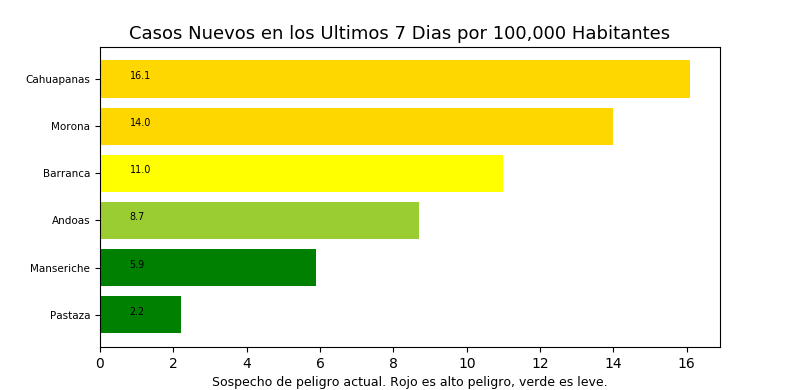 Casos Nuevos en los Ultimos 7 Dias por 100,000 Habitantes
Cahuapanas 16.1
Morona 14.0
Barranca 11.0
Andoas 8.7
Manseriche 5.9
Pastaza 2.2
0 2 4 6 8 10 12 14 16
Sospecho de peligro actual. Rojo es alto peligro, verde es leve.